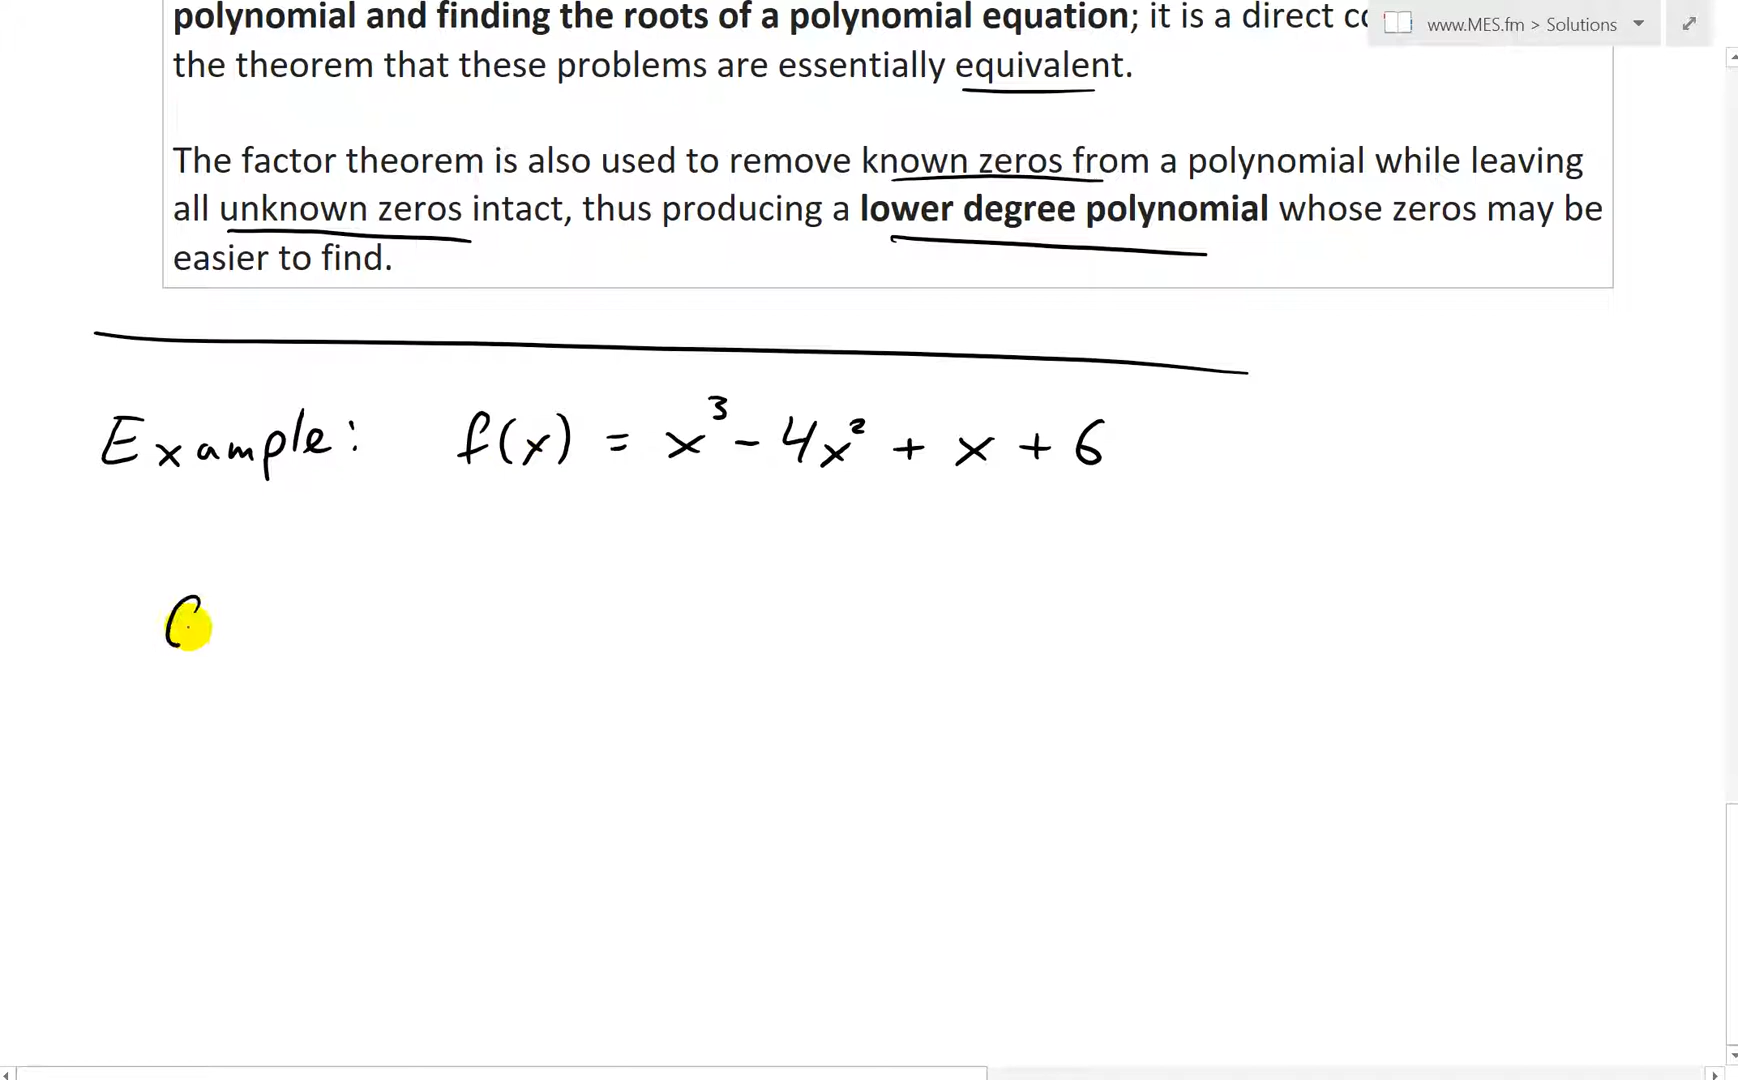 polynomial and finding the roots of a polynomial equation; it is a direct
www.MES.fm > Solutions
the theorem that these problems are essentially equivalent.
The factor theorem is also used to remove known zeros from a polynomial while leaving
all unknown zeros intact, thus producing a lower degree polynomial whose zeros may be
easier to find.
Example: f(x) = x³ - 4x² + x + 6